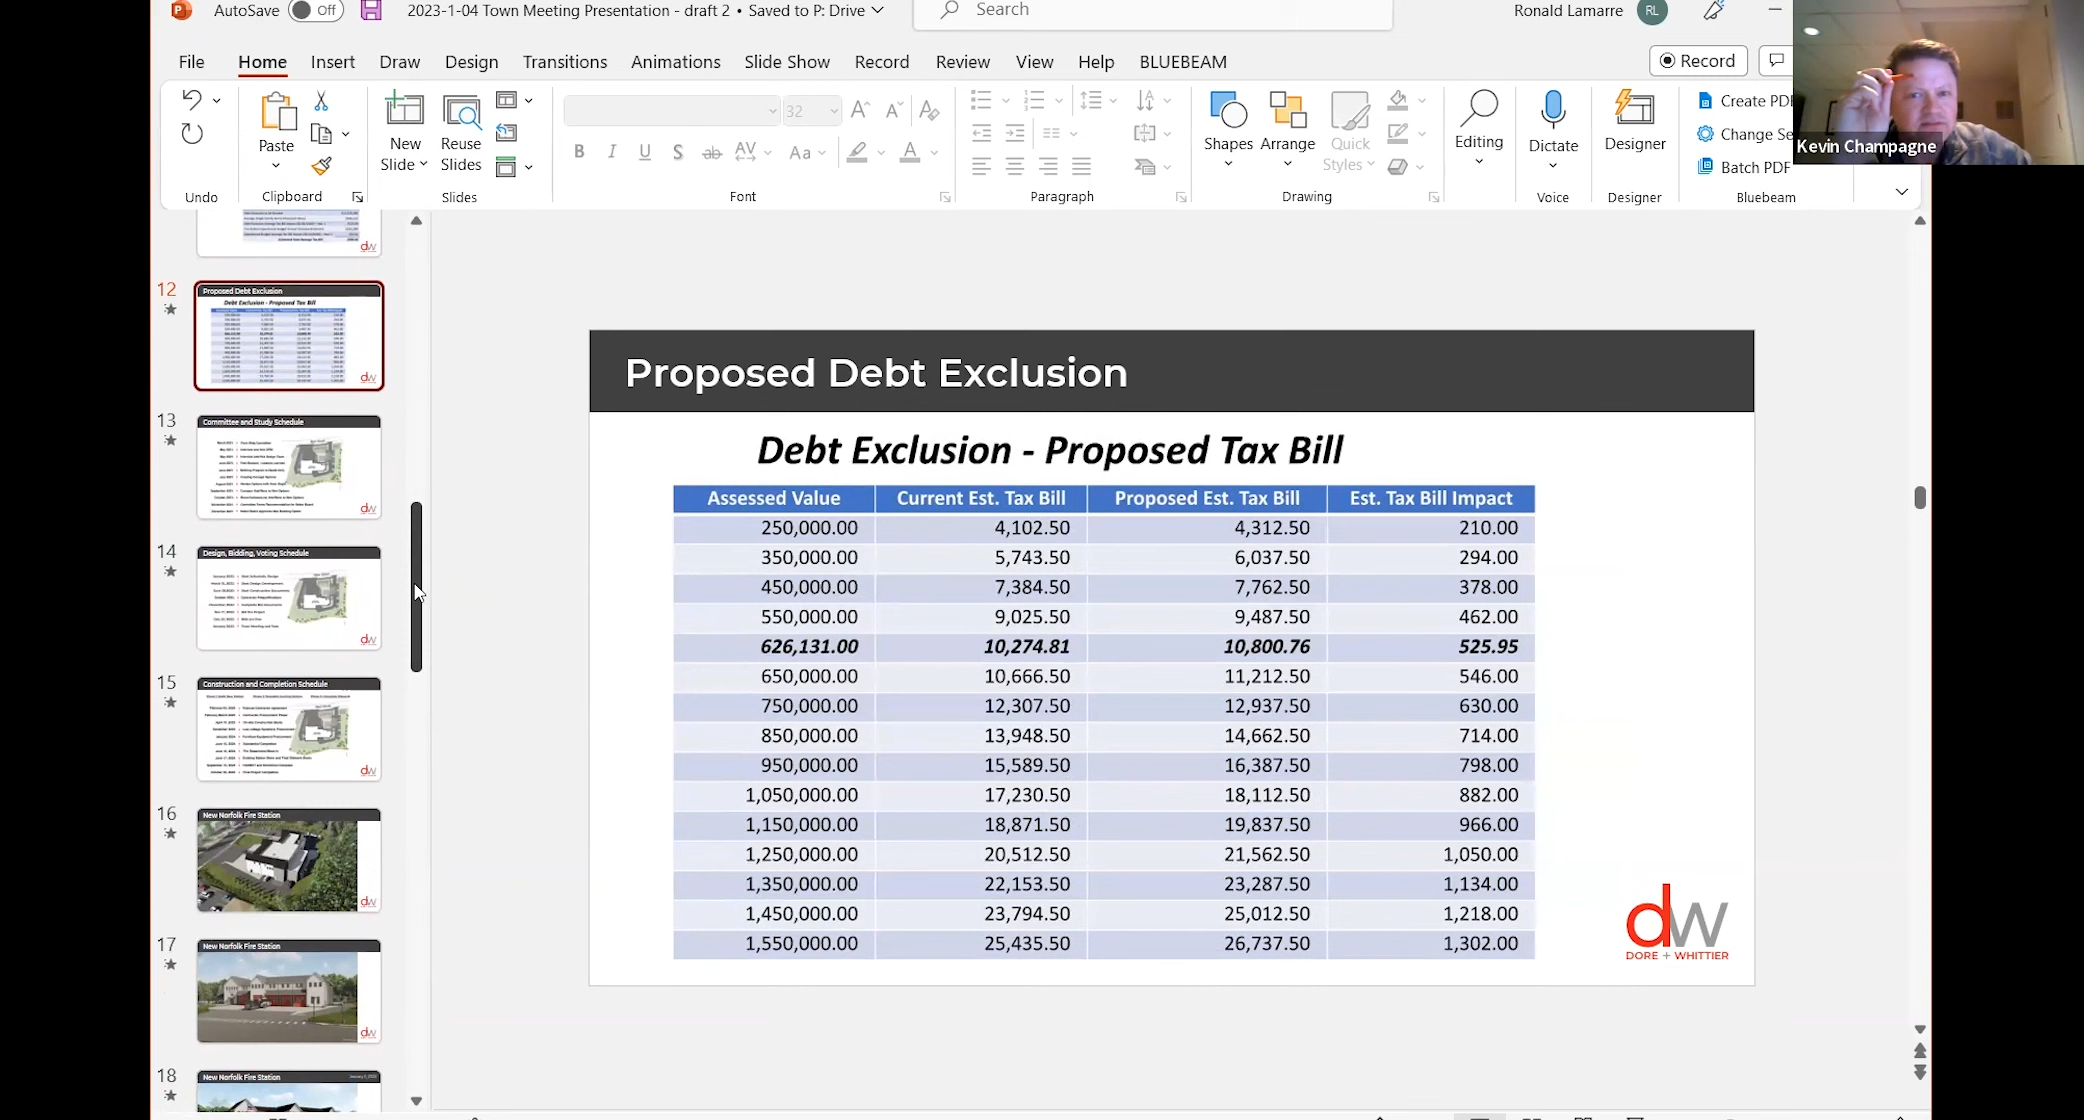 AutoSave Off 2023-1-04 Town Meeting Presentation - draft 2 • Saved to P: Drive Search Ronald Lamarre RL
File Home Insert Draw Design Transitions Animations Slide Show Record Review View Help BLUEBEAM Record
Paste New Slide Reuse Slides 32 Shapes Arrange Quick Styles Editing Dictate Designer
Create PDF
Change Se
Batch PDF
Kevin Champagne
Undo Clipboard Slides Font Paragraph Drawing Voice Designer Bluebeam
dw
12
Proposed Debt Exclusion
Debt Exclusion - Proposed Tax Bill
dw
13
Committee and Study Schedule
dw
14
Design, Bidding, Voting Schedule
dw
15
Construction and Completion Schedule
dw
16
New Norfolk Fire Station
dw
17
New Norfolk Fire Station
dw
18
New Norfolk Fire Station
Proposed Debt Exclusion
Debt Exclusion - Proposed Tax Bill
Assessed Value Current Est. Tax Bill Proposed Est. Tax Bill Est. Tax Bill Impact
250,000.00 4,102.50 4,312.50 210.00
350,000.00 5,743.50 6,037.50 294.00
450,000.00 7,384.50 7,762.50 378.00
550,000.00 9,025.50 9,487.50 462.00
626,131.00 10,274.81 10,800.76 525.95
650,000.00 10,666.50 11,212.50 546.00
750,000.00 12,307.50 12,937.50 630.00
850,000.00 13,948.50 14,662.50 714.00
950,000.00 15,589.50 16,387.50 798.00
1,050,000.00 17,230.50 18,112.50 882.00
1,150,000.00 18,871.50 19,837.50 966.00
1,250,000.00 20,512.50 21,562.50 1,050.00
1,350,000.00 22,153.50 23,287.50 1,134.00
1,450,000.00 23,794.50 25,012.50 1,218.00
1,550,000.00 25,435.50 26,737.50 1,302.00
dw
DORE + WHITTIER